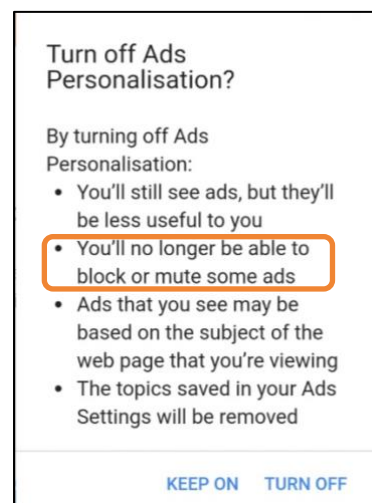 Turn off Ads
Personalisation?
By turning off Ads
Personalisation:
• You'll still see ads, but they'll
be less useful to you
• You'll no longer be able to
block or mute some ads
• Ads that you see may be
based on the subject of the
web page that you're viewing
• The topics saved in your Ads
Settings will be removed
KEEP ON TURN OFF